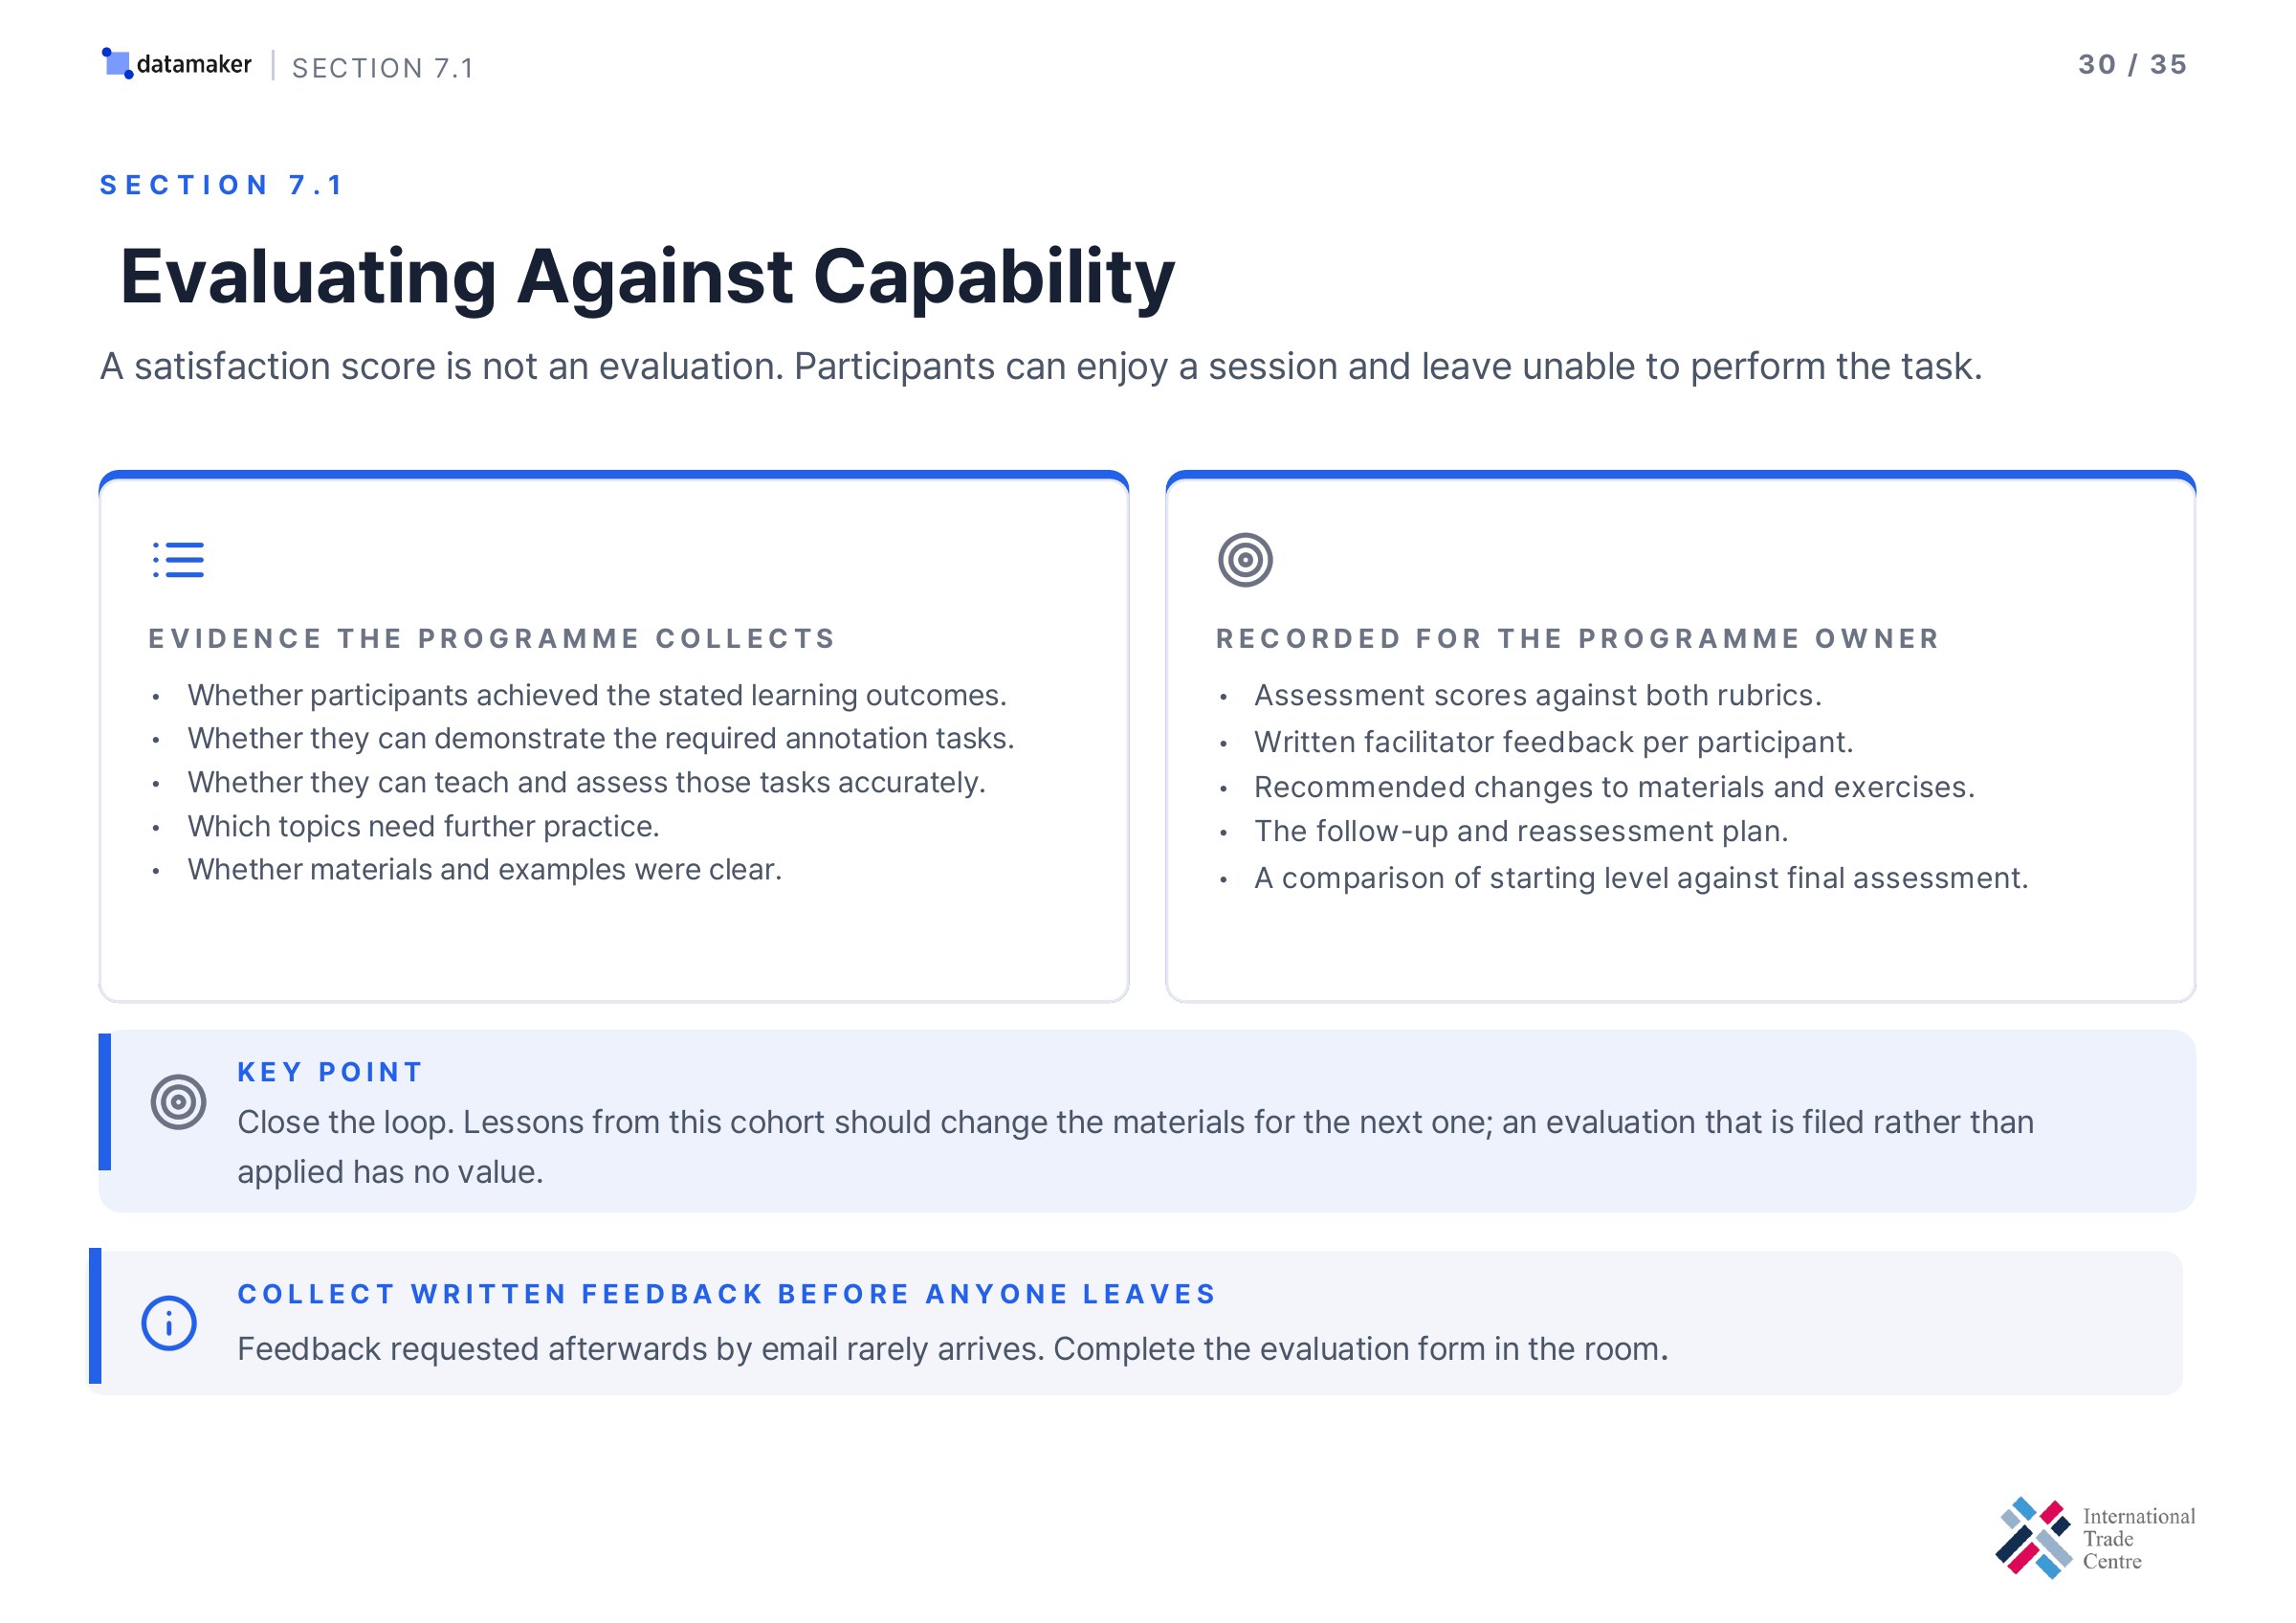 datamaker | SECTION 7.1
30 / 35
SECTION 7.1
Evaluating Against Capability
A satisfaction score is not an evaluation. Participants can enjoy a session and leave unable to perform the task.
EVIDENCE THE PROGRAMME COLLECTS
• Whether participants achieved the stated learning outcomes.
• Whether they can demonstrate the required annotation tasks.
• Whether they can teach and assess those tasks accurately.
• Which topics need further practice.
• Whether materials and examples were clear.
RECORDED FOR THE PROGRAMME OWNER
• Assessment scores against both rubrics.
• Written facilitator feedback per participant.
• Recommended changes to materials and exercises.
• The follow-up and reassessment plan.
• A comparison of starting level against final assessment.
KEY POINT
Close the loop. Lessons from this cohort should change the materials for the next one; an evaluation that is filed rather than
applied has no value.
COLLECT WRITTEN FEEDBACK BEFORE ANYONE LEAVES
Feedback requested afterwards by email rarely arrives. Complete the evaluation form in the room.
International
Trade
Centre